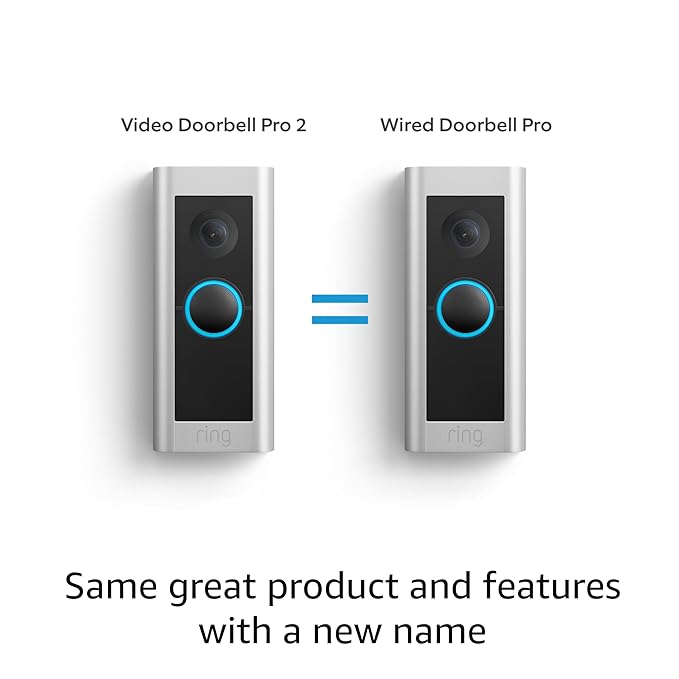 Video Doorbell Pro 2
Wired Doorbell Pro
ring
ring
Same great product and features
with a new name